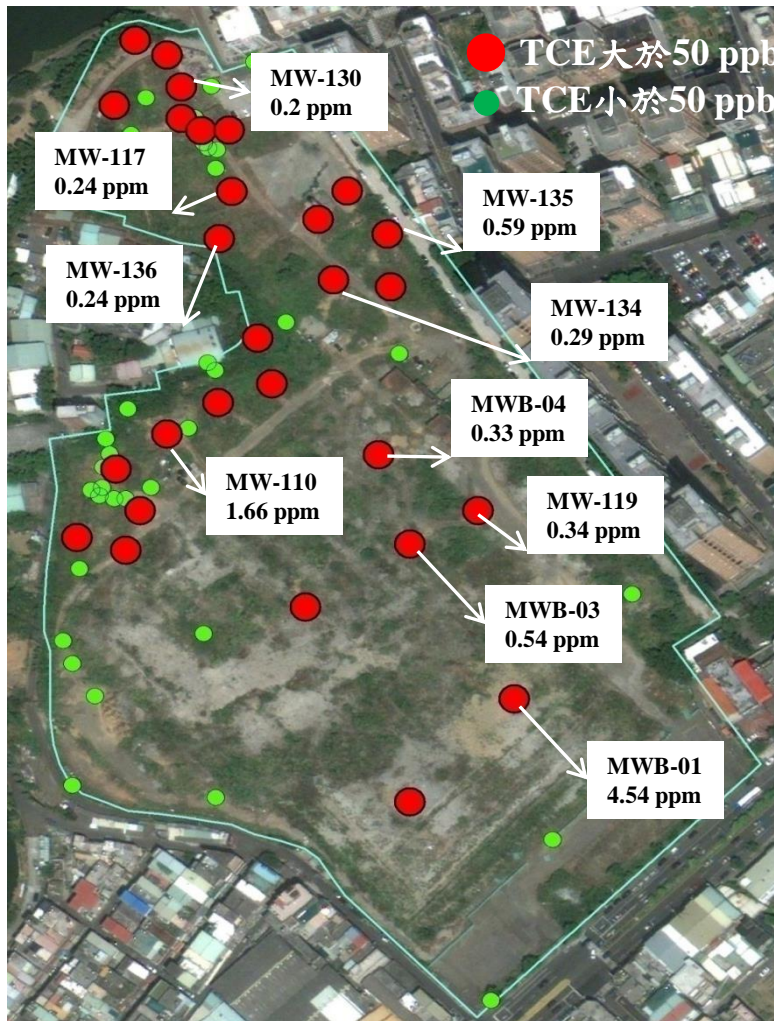 TCE大於50 ppb
TCE小於50 ppb
MW-130
0.2 ppm
MW-117
0.24 ppm
MW-135
0.59 ppm
MW-136
0.24 ppm
MW-134
0.29 ppm
MWB-04
0.33 ppm
MW-110
1.66 ppm
MW-119
0.34 ppm
MWB-03
0.54 ppm
MWB-01
4.54 ppm